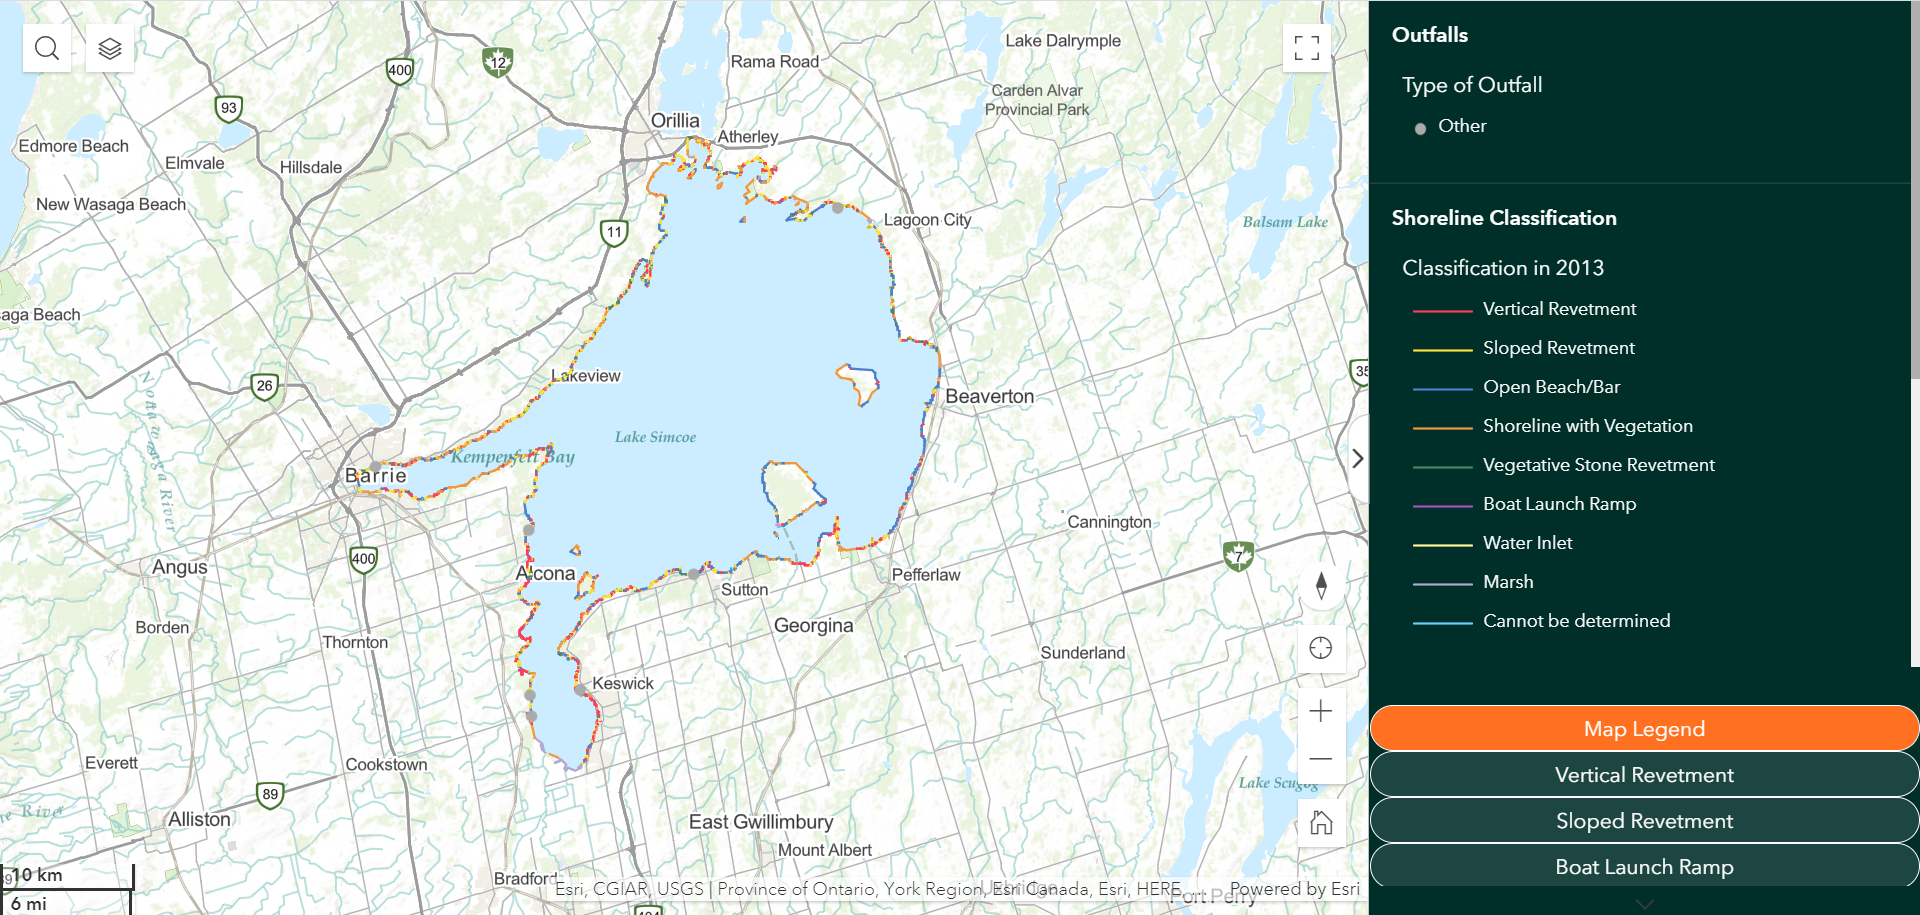 Lake Dalrymple
Rama Road
12
400
93
Carden Alvar
Provincial Park
Orillia
Atherley
Edmore Beach
Elmvale
Hillsdale
New Wasaga Beach
Lagoon City
Balsam Lake
11
saga Beach
Lakeview
26
35
Beaverton
Lake Simcoe
Kempenfelt Bay
Barrie
Nottawasaga River
Cannington
400
7
Angus
Alcona
Sutton
Pefferlaw
Borden
Georgina
Thornton
Sunderland
Keswick
Everett
Cookstown
Lake Scugog
89
River
Alliston
East Gwillimbury
Mount Albert
Bradford
10 km
6 mi
404
Port Perry
Esri, CGIAR, USGS | Province of Ontario, York Region, Esri Canada, Esri, HERE, ...
Powered by Esri
Outfalls
Type of Outfall
Other
Shoreline Classification
Classification in 2013
Vertical Revetment
Sloped Revetment
Open Beach/Bar
Shoreline with Vegetation
Vegetative Stone Revetment
Boat Launch Ramp
Water Inlet
Marsh
Cannot be determined
Map Legend
Vertical Revetment
Sloped Revetment
Boat Launch Ramp